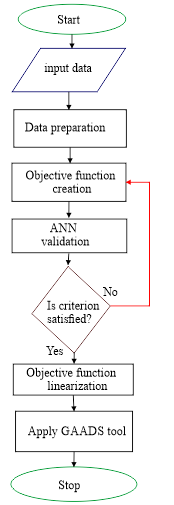 Start
input data
Data preparation
Objective function
creation
ANN
validation
No
Is criterion
satisfied?
Yes
Objective function
linearization
Apply GAADS tool
Stop